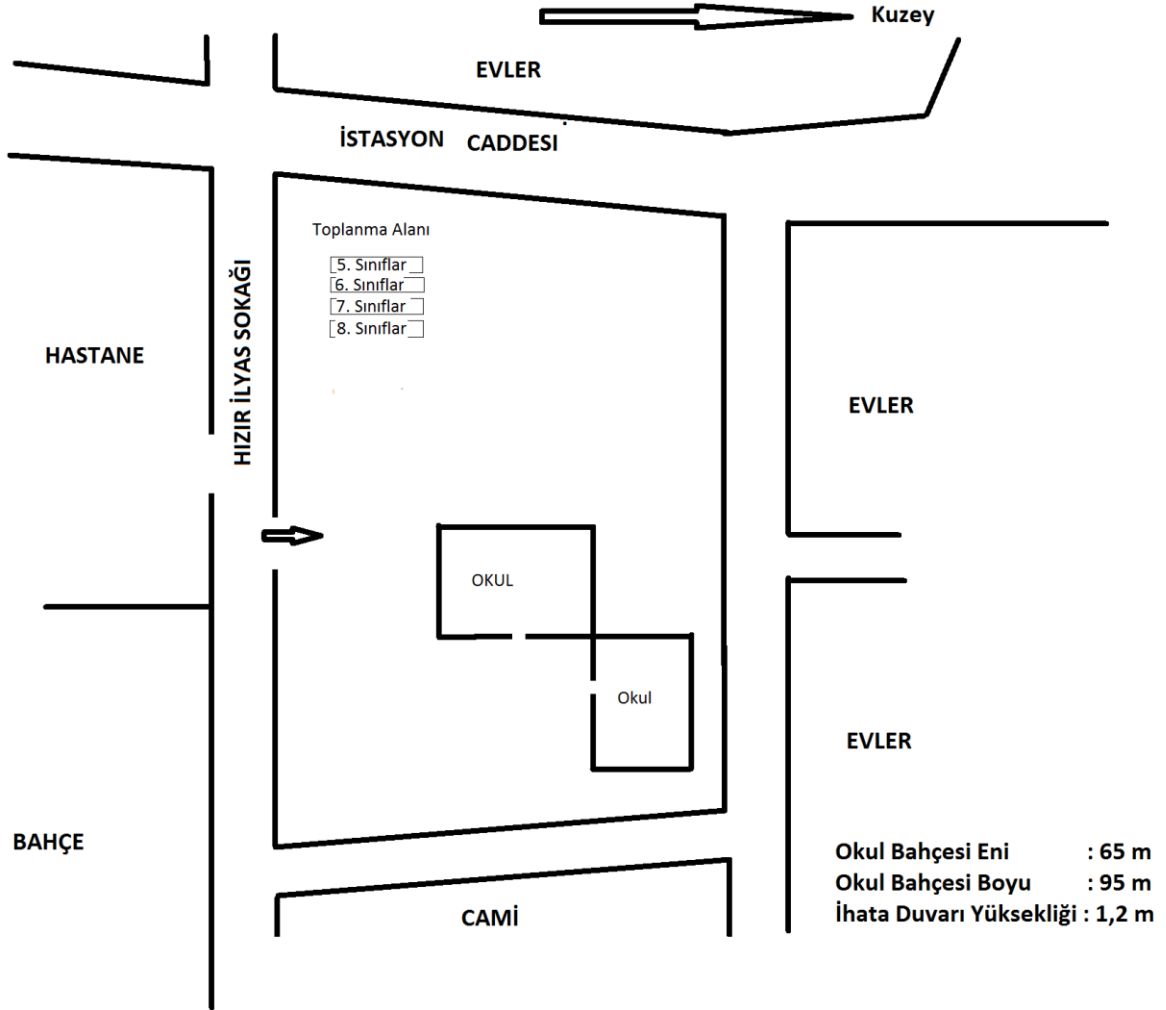 Kuzey
EVLER
İSTASYON CADDESİ
Toplanma Alanı
5. Sınıflar
6. Sınıflar
7. Sınıflar
8. Sınıflar
HIZIR İLYAS SOKAĞI
HASTANE
EVLER
OKUL
Okul
EVLER
BAHÇE
CAMİ
Okul Bahçesi Eni : 65 m
Okul Bahçesi Boyu : 95 m
İhata Duvarı Yüksekliği : 1,2 m